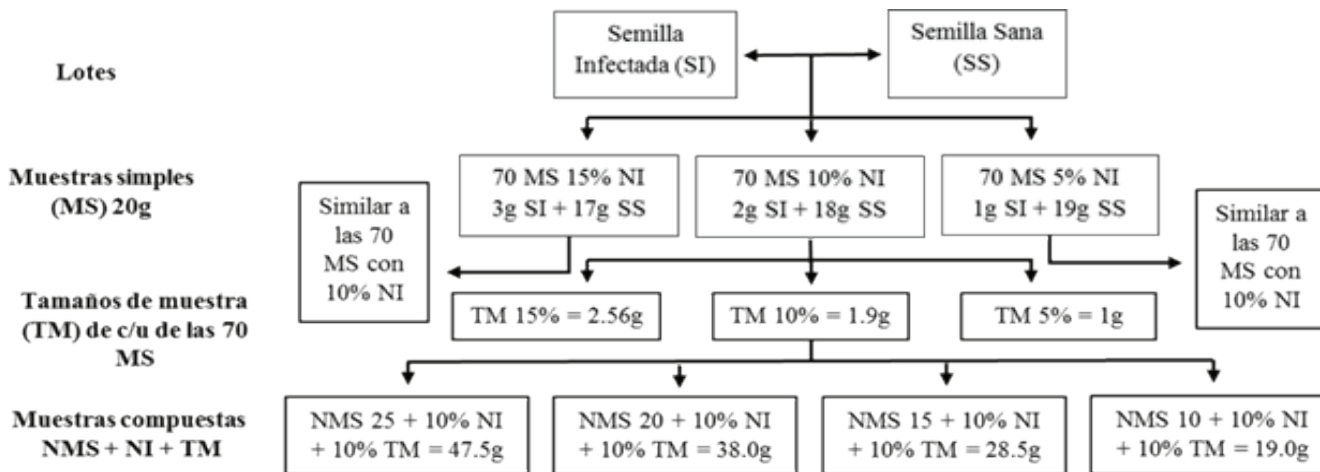 Lotes
Semilla
Infectada (SI)
Semilla Sana
(SS)
Muestras simples
(MS) 20g
70 MS 15% NI
3g SI + 17g SS
70 MS 10% NI
2g SI + 18g SS
70 MS 5% NI
1g SI + 19g SS
Similar a
las 70
MS con
10% NI
Similar a
las 70
MS con
10% NI
Tamaños de muestra
(TM) de c/u de las 70
MS
TM 15% = 2.56g
TM 10% = 1.9g
TM 5% = 1g
Muestras compuestas
NMS + NI + TM
NMS 25 + 10% NI
+ 10% TM = 47.5g
NMS 20 + 10% NI
+ 10% TM = 38.0g
NMS 15 + 10% NI
+ 10% TM = 28.5g
NMS 10 + 10% NI
+ 10% TM = 19.0g